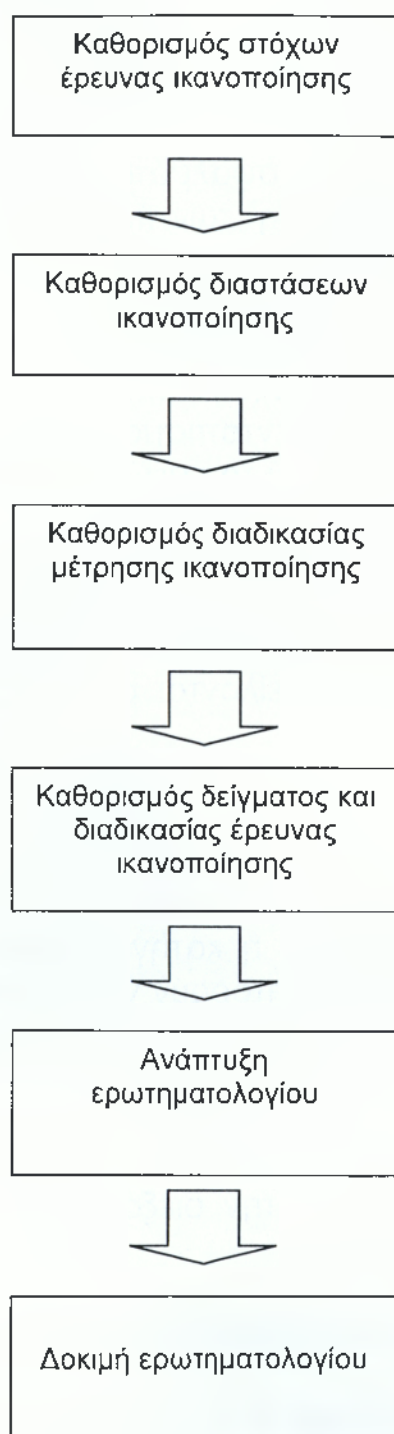 Καθορισμός στόχων
έρευνας ικανοποίησης
Καθορισμός διαστάσεων
ικανοποίησης
Καθορισμός διαδικασίας
μέτρησης ικανοποίησης
Καθορισμός δείγματος και
διαδικασίας έρευνας
ικανοποίησης
Ανάπτυξη
ερωτηματολογίου
Δοκιμή ερωτηματολογίου